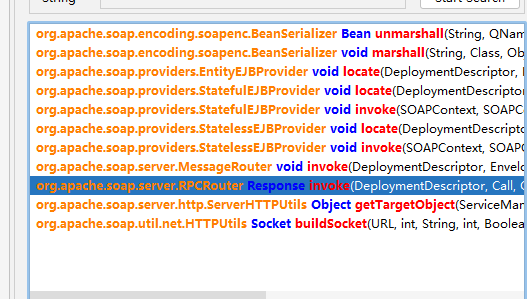 String
Start Search
org.apache.soap.encoding.soapenc.BeanSerializer Bean unmarshall(String, QNam
org.apache.soap.encoding.soapenc.BeanSerializer void marshall(String, Class, Ob
org.apache.soap.providers.EntityEJBProvider void locate(DeploymentDescriptor, E
org.apache.soap.providers.StatefulEJBProvider void locate(DeploymentDescriptor
org.apache.soap.providers.StatefulEJBProvider void invoke(SOAPContext, SOAPC
org.apache.soap.providers.StatelessEJBProvider void locate(DeploymentDescripto
org.apache.soap.providers.StatelessEJBProvider void invoke(SOAPContext, SOAP
org.apache.soap.server.MessageRouter void invoke(DeploymentDescriptor, Envelo
org.apache.soap.server.RPCRouter Response invoke(DeploymentDescriptor, Call, O
org.apache.soap.server.http.ServerHTTPUtils Object getTargetObject(ServiceMan
org.apache.soap.util.net.HTTPUtils Socket buildSocket(URL, int, String, int, Boolea